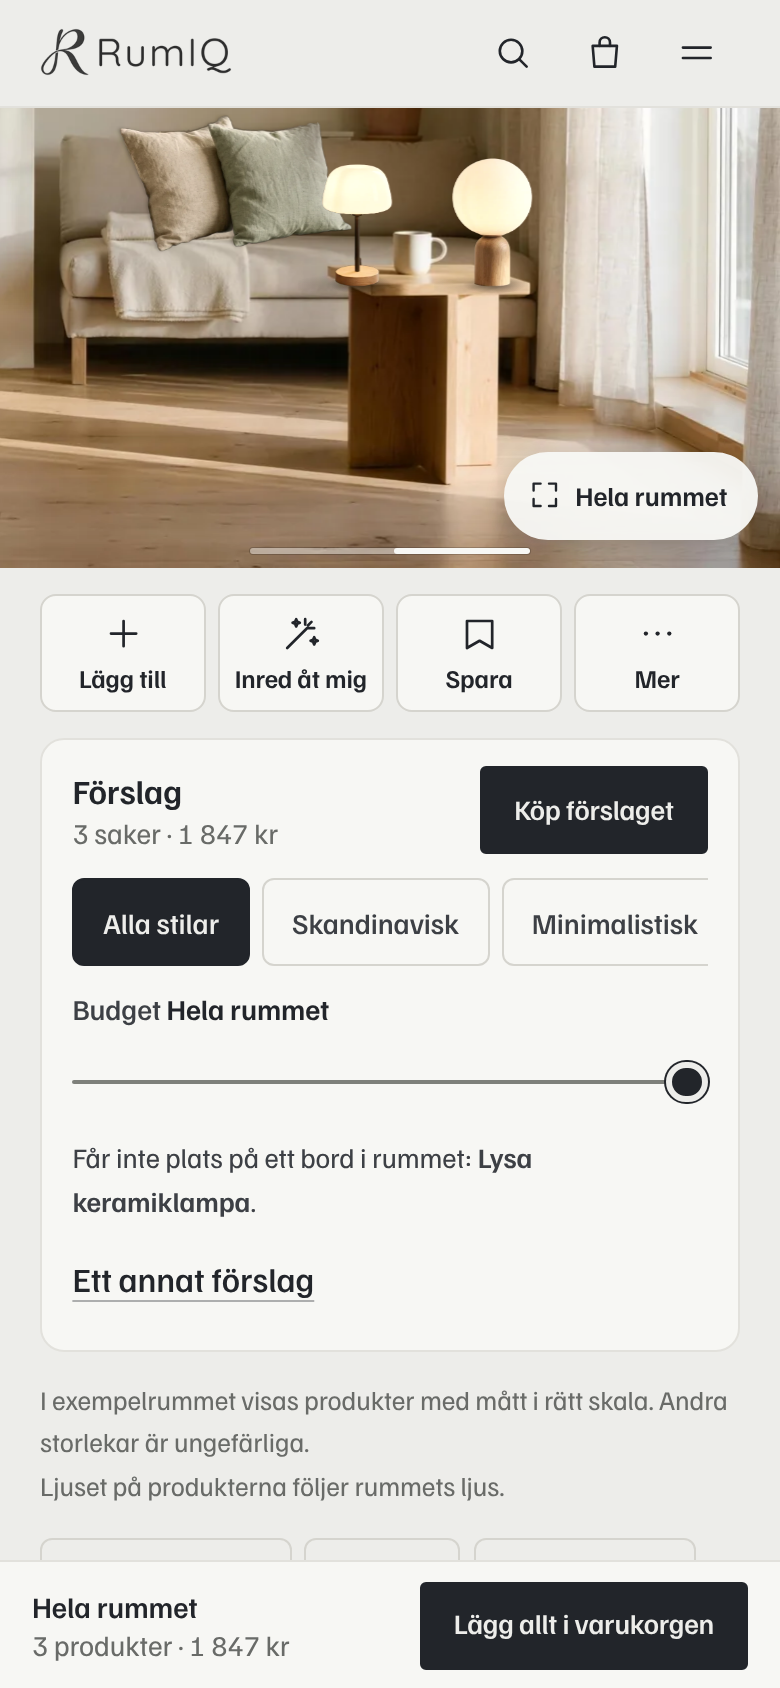 RumIQ
Hela rummet
Lägg till
Inred åt mig
Spara
Mer
Förslag
3 saker · 1 847 kr
Köp förslaget
Alla stilar
Skandinavisk
Minimalistisk
Budget Hela rummet
Får inte plats på ett bord i rummet: Lysa
keramiklampa.
Ett annat förslag
I exempelrummet visas produkter med mått i rätt skala. Andra
storlekar är ungefärliga.
Ljuset på produkterna följer rummets ljus.
Hela rummet
3 produkter · 1 847 kr
Lägg allt i varukorgen